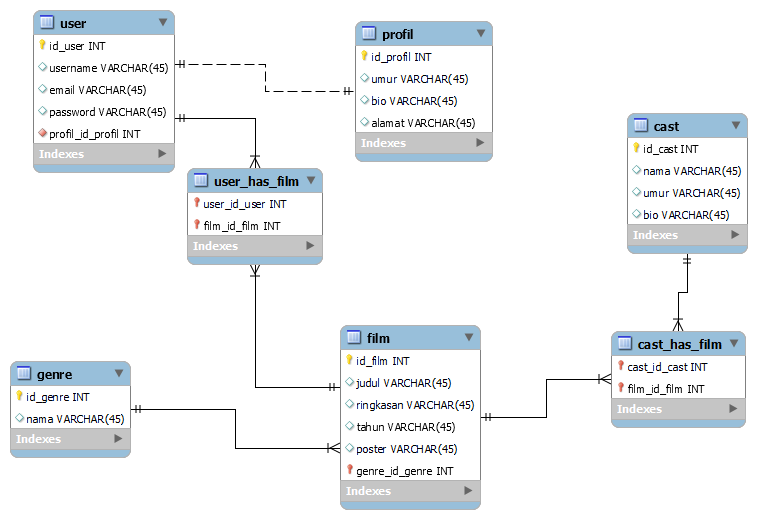 user
id_user INT
username VARCHAR(45)
email VARCHAR(45)
password VARCHAR(45)
profil_id_profil INT
Indexes
profil
id_profil INT
umur VARCHAR(45)
bio VARCHAR(45)
alamat VARCHAR(45)
Indexes
cast
id_cast INT
nama VARCHAR(45)
umur VARCHAR(45)
bio VARCHAR(45)
Indexes
user_has_film
user_id_user INT
film_id_film INT
Indexes
film
id_film INT
judul VARCHAR(45)
ringkasan VARCHAR(45)
tahun VARCHAR(45)
poster VARCHAR(45)
genre_id_genre INT
Indexes
cast_has_film
cast_id_cast INT
film_id_film INT
Indexes
genre
id_genre INT
nama VARCHAR(45)
Indexes